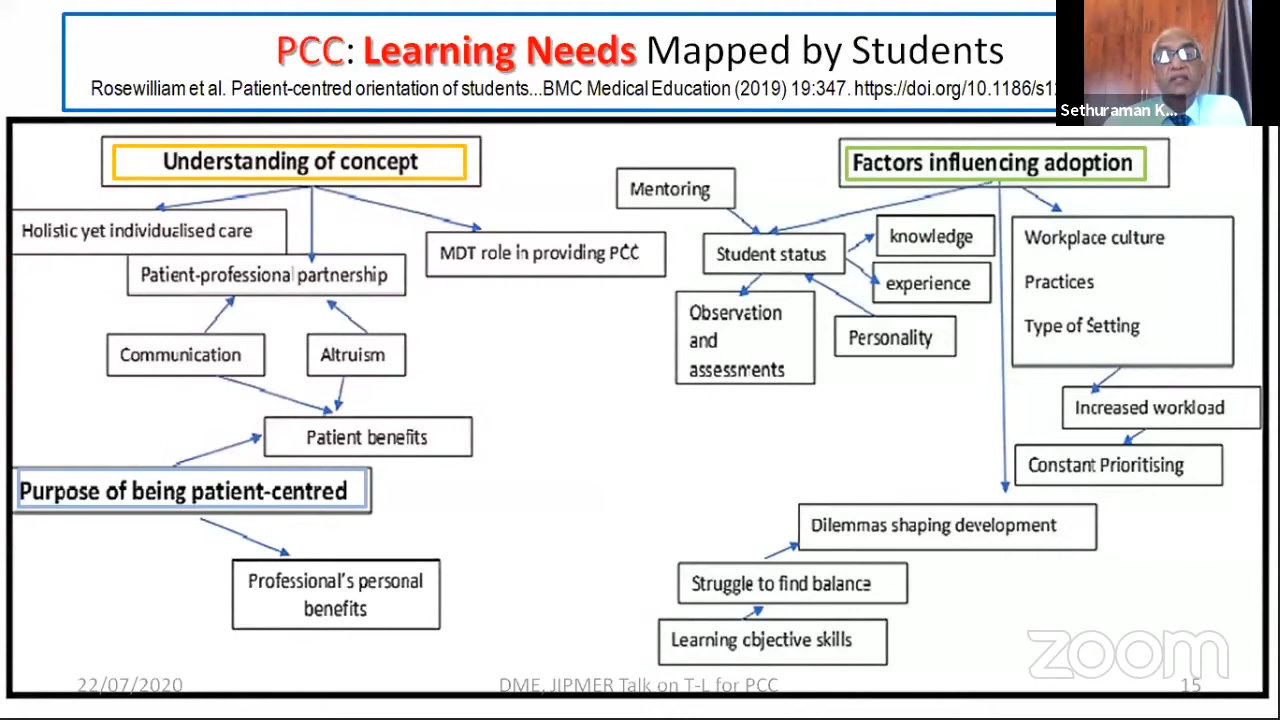 PCC: Learning Needs Mapped by Students
Rosewilliam et al. Patient-centred orientation of students...BMC Medical Education (2019) 19:347. https://doi.org/10.1186/s1
Sethuraman K...
Understanding of concept
Holistic yet individualised care
Patient-professional partnership
MDT role in providing PCC
Communication
Altruism
Patient benefits
Purpose of being patient-centred
Professional's personal
benefits
Factors influencing adoption
Mentoring
Student status
knowledge
experience
Observation
and
assessments
Personality
Workplace culture
Practices
Type of Setting
Increased workload
Constant Prioritising
Dilemmas shaping development
Struggle to find balance
Learning objective skills
zoom
22/07/2020
DME, JIPMER Talk on T-L for PCC
15